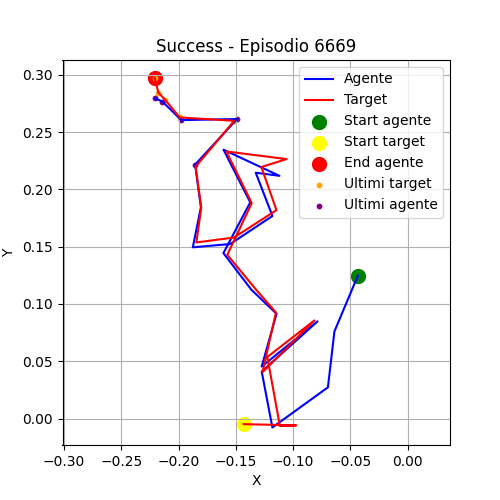 Success - Episodio 6669
0.30
0.25
0.20
0.15
0.10
0.05
0.00
Y
Agente
Target
Start agente
Start target
End agente
Ultimi target
Ultimi agente
−0.30 −0.25 −0.20 −0.15 −0.10 −0.05 0.00
X